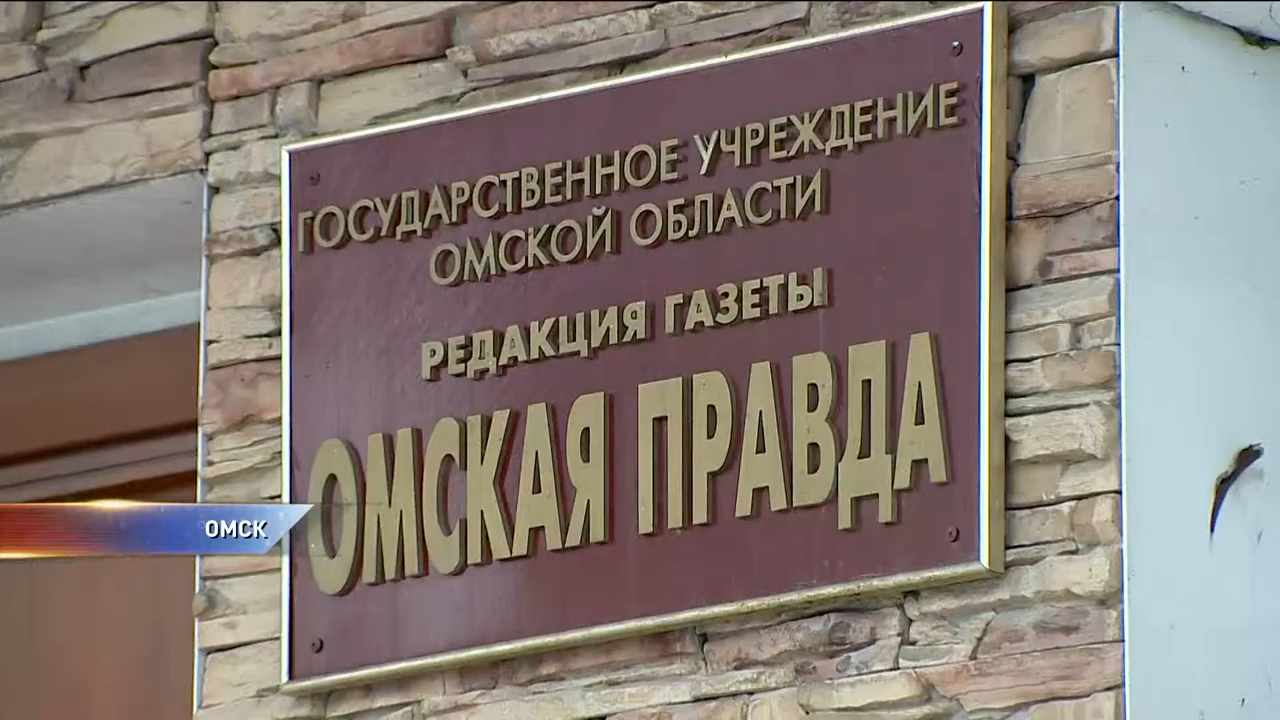 ГОСУДАРСТВЕННОЕ УЧРЕЖДЕНИЕ
ОМСКОЙ ОБЛАСТИ
РЕДАКЦИЯ ГАЗЕТЫ
ОМСКАЯ ПРАВДА
ОМСК